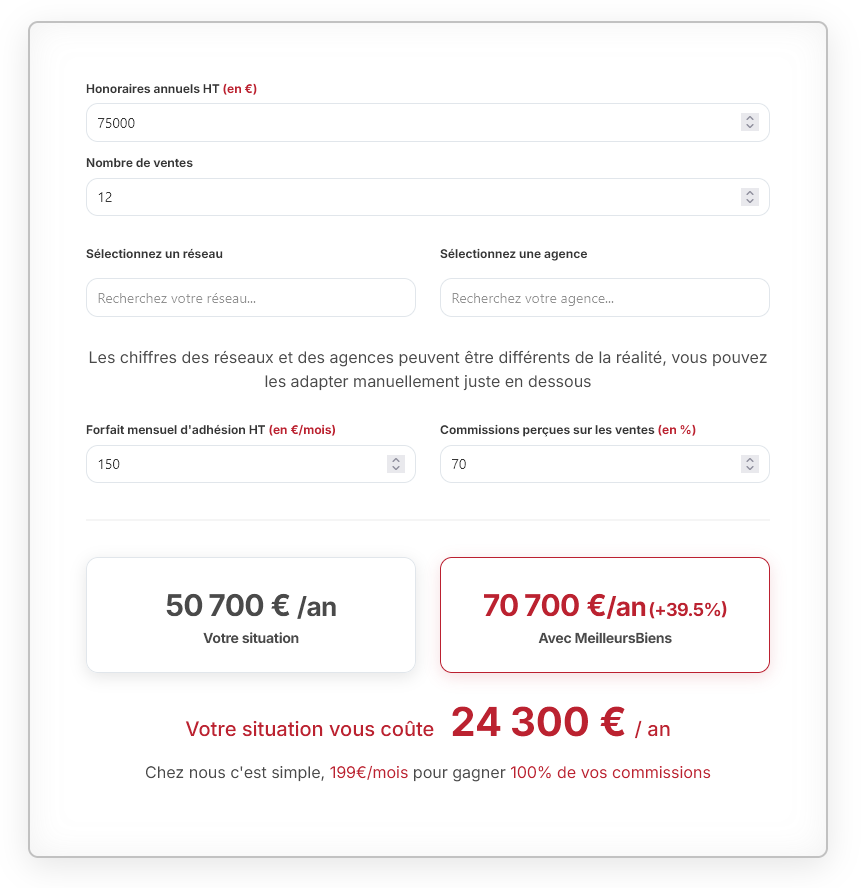 Honoraires annuels HT (en €)
75000
Nombre de ventes
12
Sélectionnez un réseau
Sélectionnez une agence
Recherchez votre réseau...
Recherchez votre agence...
Les chiffres des réseaux et des agences peuvent être différents de la réalité, vous pouvez
les adapter manuellement juste en dessous
Forfait mensuel d'adhésion HT (en €/mois)
Commissions perçues sur les ventes (en %)
150
70
50 700 € /an
Votre situation
70 700 €/an (+39.5%)
Avec MeilleursBiens
Votre situation vous coûte 24 300 € / an
Chez nous c'est simple, 199€/mois pour gagner 100% de vos commissions